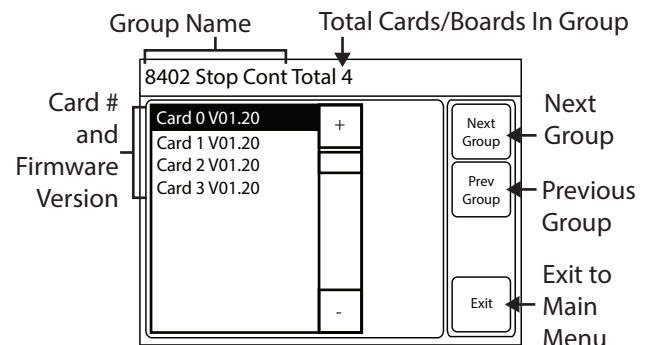 Group Name
Total Cards/Boards In Group
8402 Stop Cont Total 4
Card #
and
Firmware
Version
Card 0 V01.20
Card 1 V01.20
Card 2 V01.20
Card 3 V01.20
+
-
Next
Group
Prev
Group
Exit
Next
Group
Previous
Group
Exit to
Main
Menu